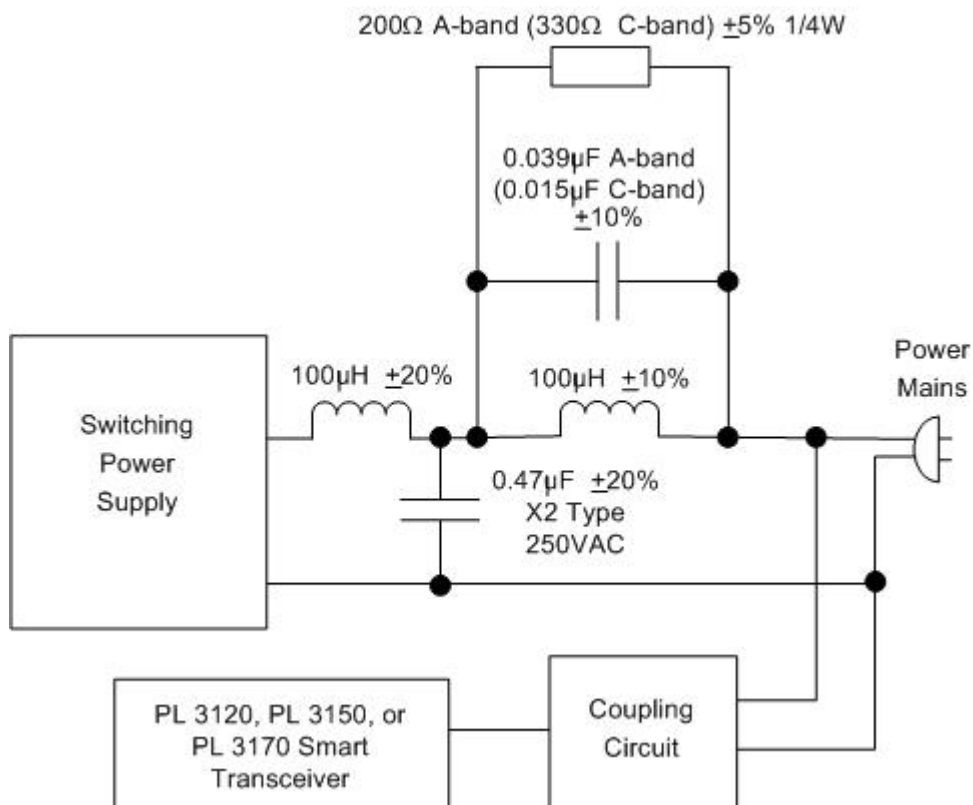 200Ω A-band (330Ω C-band) ±5% 1/4W
0.039µF A-band
(0.015µF C-band)
±10%
Power
Mains
100µH ±20%
100µH ±10%
Switching
Power
Supply
0.47µF ±20%
X2 Type
250VAC
PL 3120, PL 3150, or
PL 3170 Smart
Transceiver
Coupling
Circuit